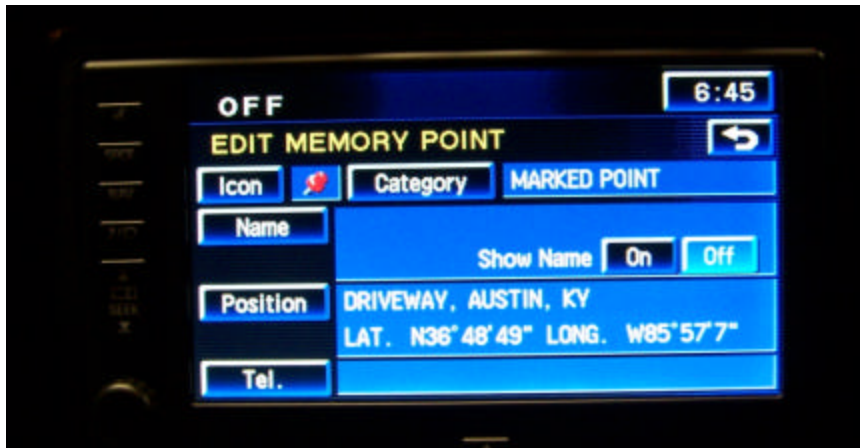 OFF
6:45
EDIT MEMORY POINT
Icon Category MARKED POINT
Name
Show Name On Off
Position DRIVEWAY, AUSTIN, KY
LAT. N36°48'49" LONG. W85°57'7"
Tel.
SEEK